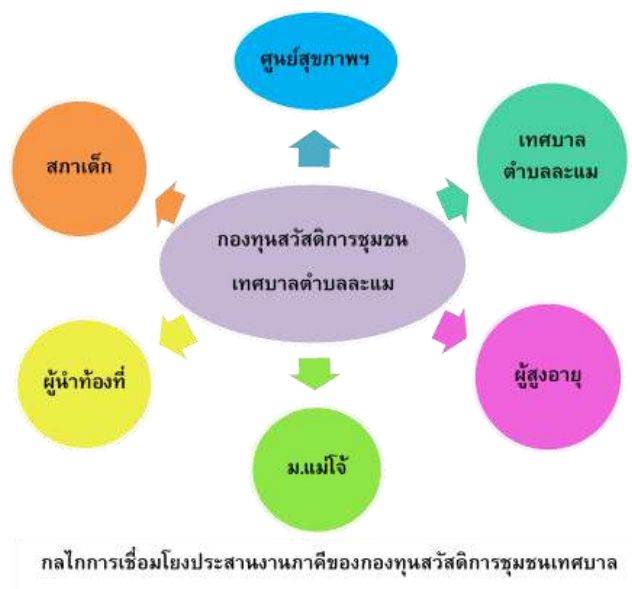 ศูนย์สุขภาพฯ
สภาเด็ก
เทศบาล
ตำบลละแม
กองทุนสวัสดิการชุมชน
เทศบาลตำบลละแม
ผู้นำท้องที่
ผู้สูงอายุ
ม.แม่โจ้
กลไกการเชื่อมโยงประสานงานภาคีของกองทุนสวัสดิการชุมชนเทศบาล